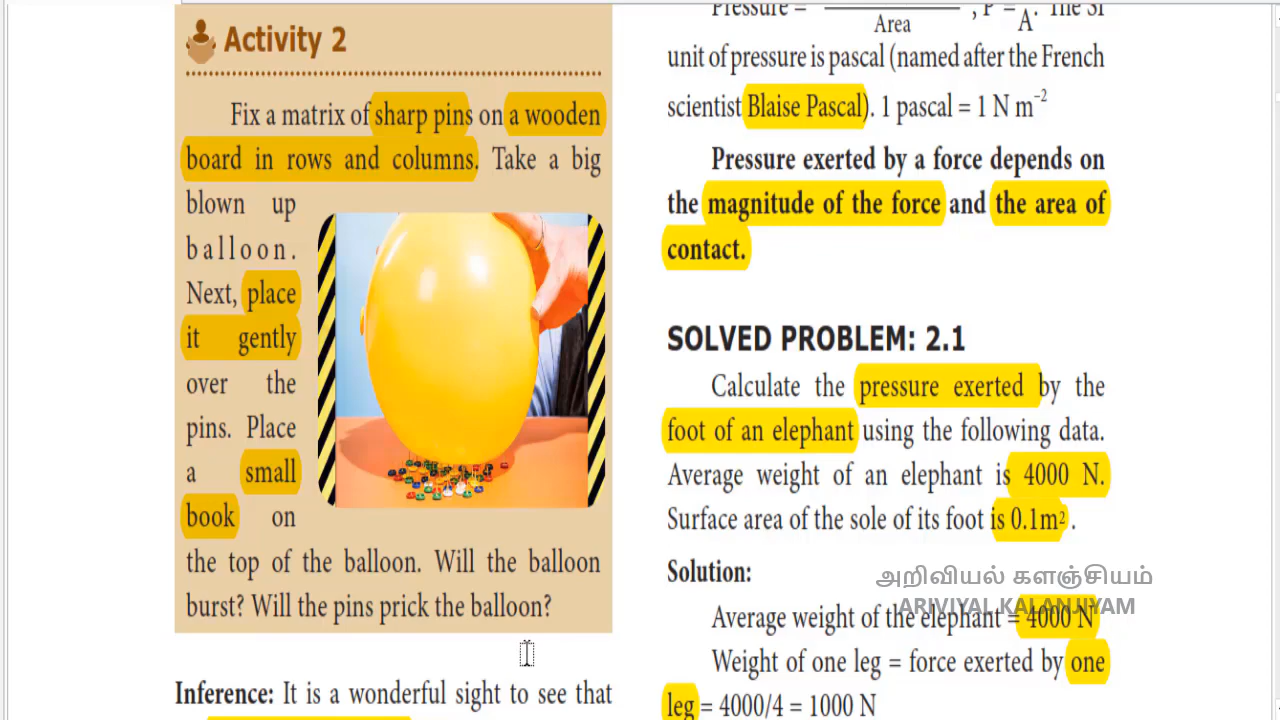 Activity 2
Fix a matrix of sharp pins on a wooden
board in rows and columns. Take a big
blown up
balloon.
Next, place
it gently
over the
pins. Place
a small
book on
the top of the balloon. Will the balloon
burst? Will the pins prick the balloon?
Inference: It is a wonderful sight to see that
Pressure = ――― / Area , P = / A . The SI
unit of pressure is pascal (named after the French
scientist Blaise Pascal). 1 pascal = 1 N m⁻²
Pressure exerted by a force depends on
the magnitude of the force and the area of
contact.
SOLVED PROBLEM: 2.1
Calculate the pressure exerted by the
foot of an elephant using the following data.
Average weight of an elephant is 4000 N.
Surface area of the sole of its foot is 0.1m² .
Solution:
அறிவியல் களஞ்சியம்
ARIVIYAL KALANJIYAM
Average weight of the elephant = 4000 N
Weight of one leg = force exerted by one
leg = 4000/4 = 1000 N